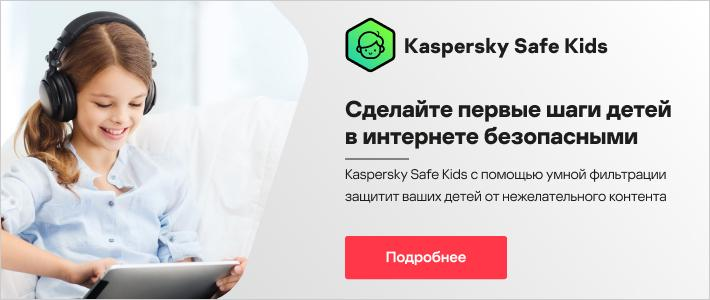 Kaspersky Safe Kids
Сделайте первые шаги детей
в интернете безопасными
Kaspersky Safe Kids с помощью умной фильтрации
защитит ваших детей от нежелательного контента
Подробнее